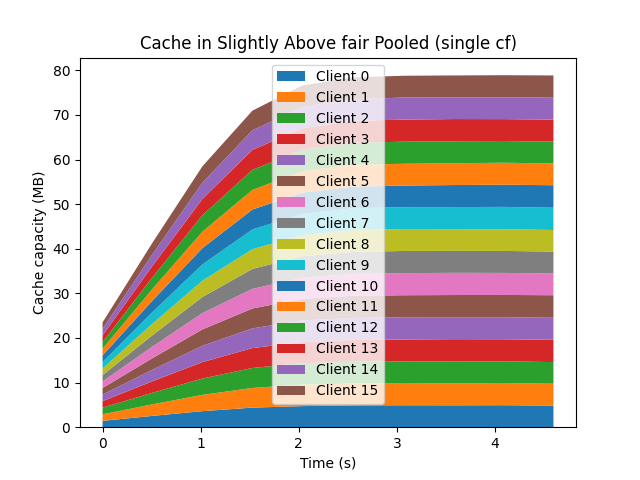 Cache in Slightly Above fair Pooled (single cf)
80
70
60
50
40
30
20
10
0
Cache capacity (MB)
Client 0
Client 1
Client 2
Client 3
Client 4
Client 5
Client 6
Client 7
Client 8
Client 9
Client 10
Client 11
Client 12
Client 13
Client 14
Client 15
0 1 2 3 4
Time (s)